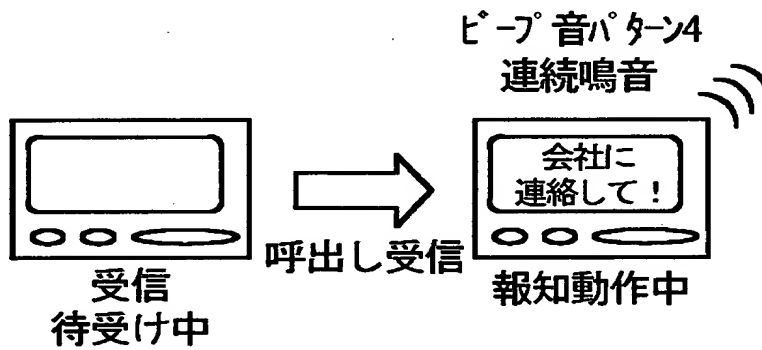 ビープ音パターン4
連続鳴音
会社に
連絡して！
呼出し受信
受信
待受け中
報知動作中